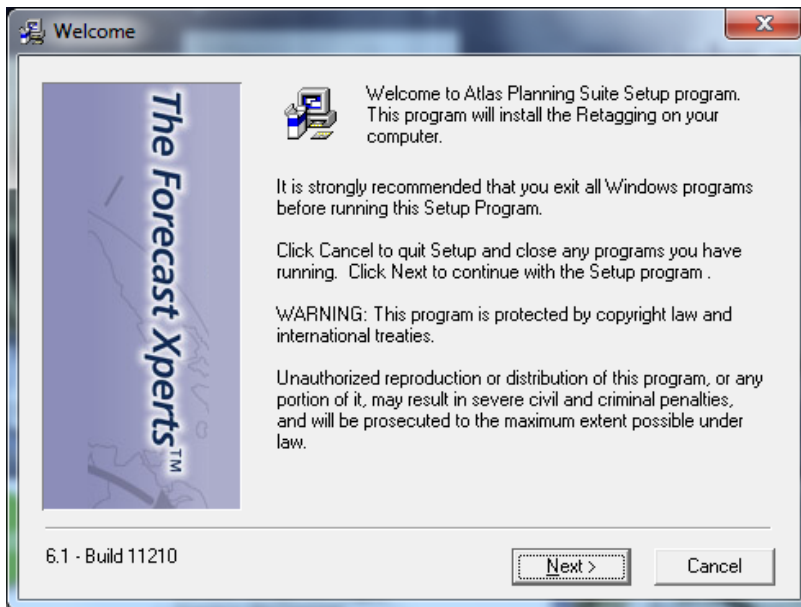 Welcome
The Forecast Xperts™
Welcome to Atlas Planning Suite Setup program.
This program will install the Retagging on your
computer.
It is strongly recommended that you exit all Windows programs
before running this Setup Program.
Click Cancel to quit Setup and close any programs you have
running.  Click Next to continue with the Setup program .
WARNING: This program is protected by copyright law and
international treaties.
Unauthorized reproduction or distribution of this program, or any
portion of it, may result in severe civil and criminal penalties,
and will be prosecuted to the maximum extent possible under
law.
6.1 - Build 11210
Next >
Cancel